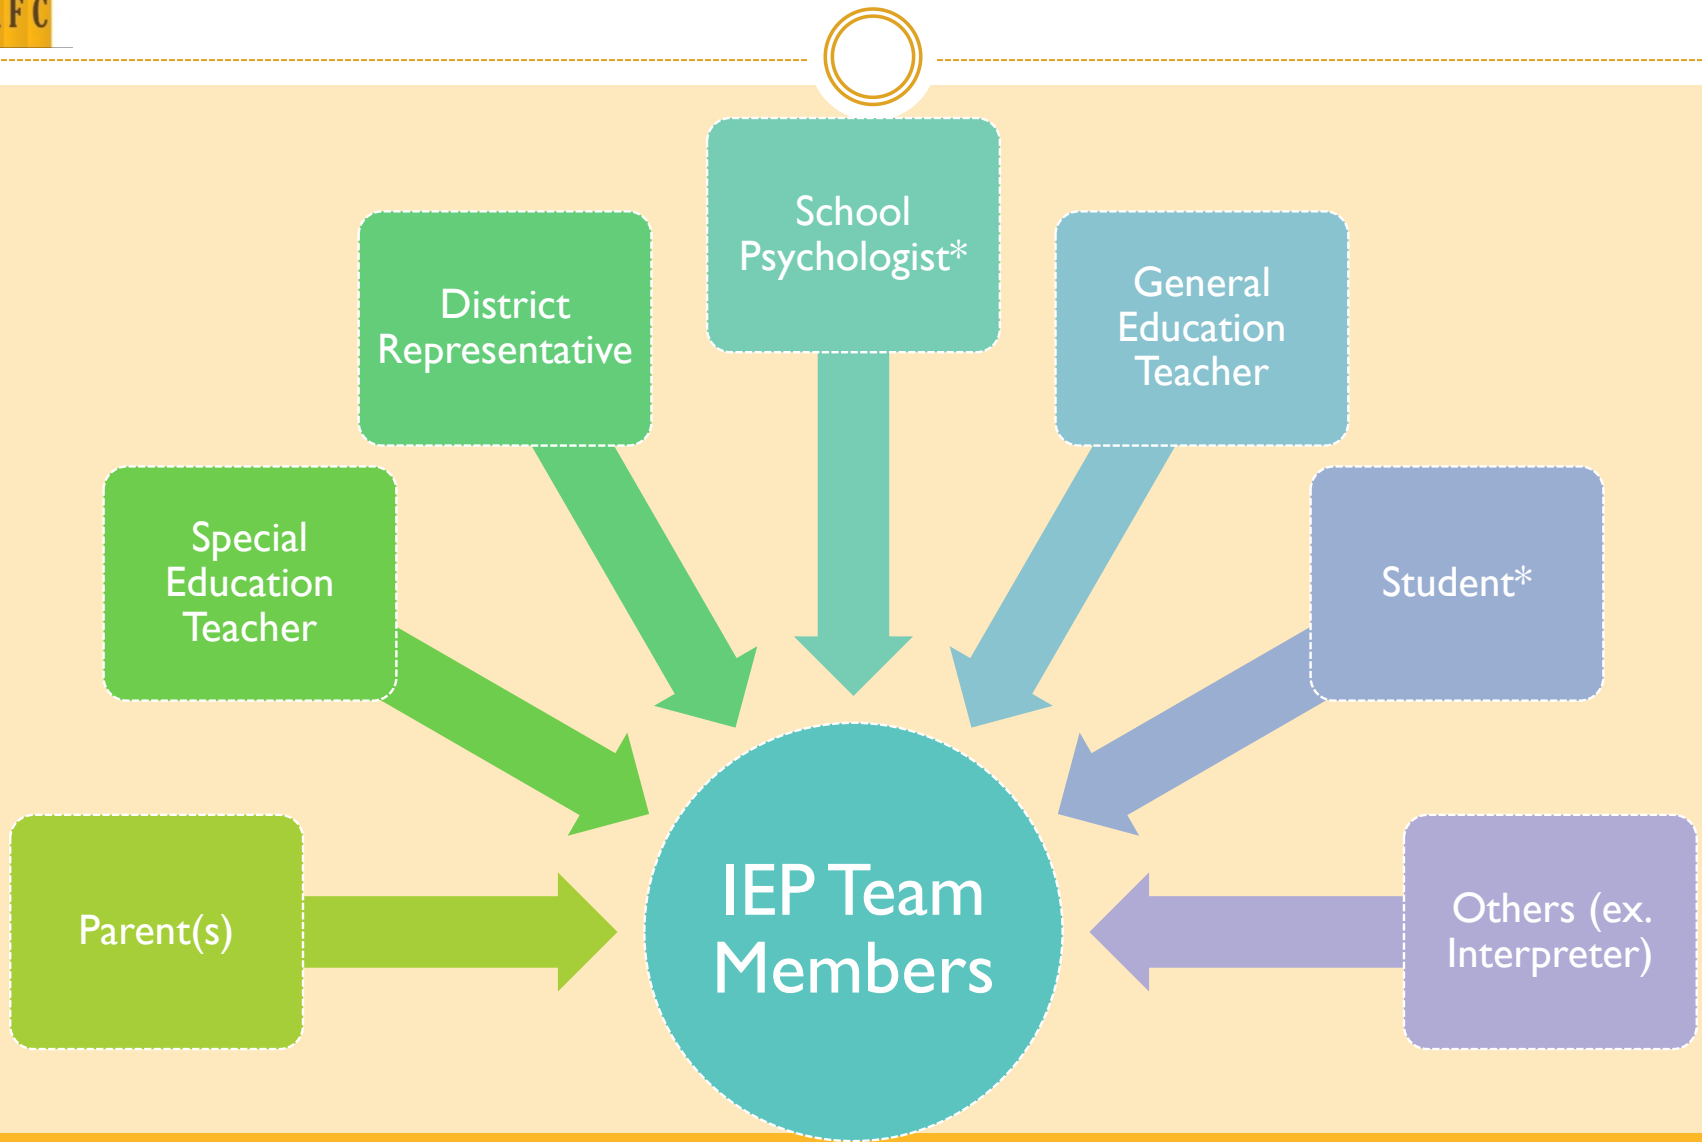 F C
School
Psychologist*
District
Representative
General
Education
Teacher
Special
Education
Teacher
Student*
Parent(s)
IEP Team
Members
Others (ex.
Interpreter)